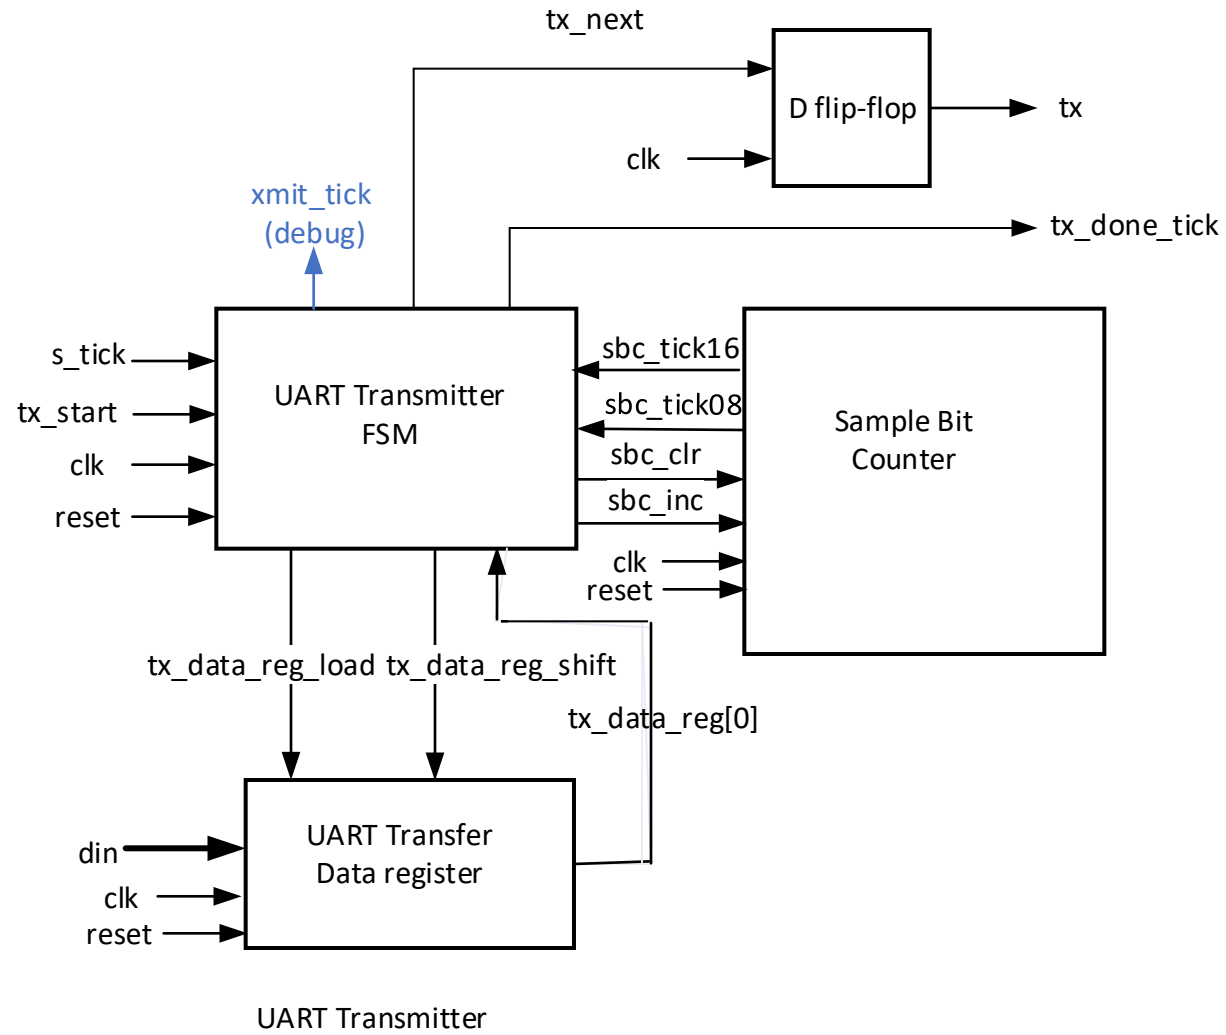 tx_next
D flip-flop
tx
clk
xmit_tick
(debug)
tx_done_tick
s_tick
tx_start
clk
reset
UART Transmitter
FSM
sbc_tick16
sbc_tick08
sbc_clr
sbc_inc
clk
reset
Sample Bit
Counter
tx_data_reg_load
tx_data_reg_shift
tx_data_reg[0]
din
clk
reset
UART Transfer
Data register
UART Transmitter